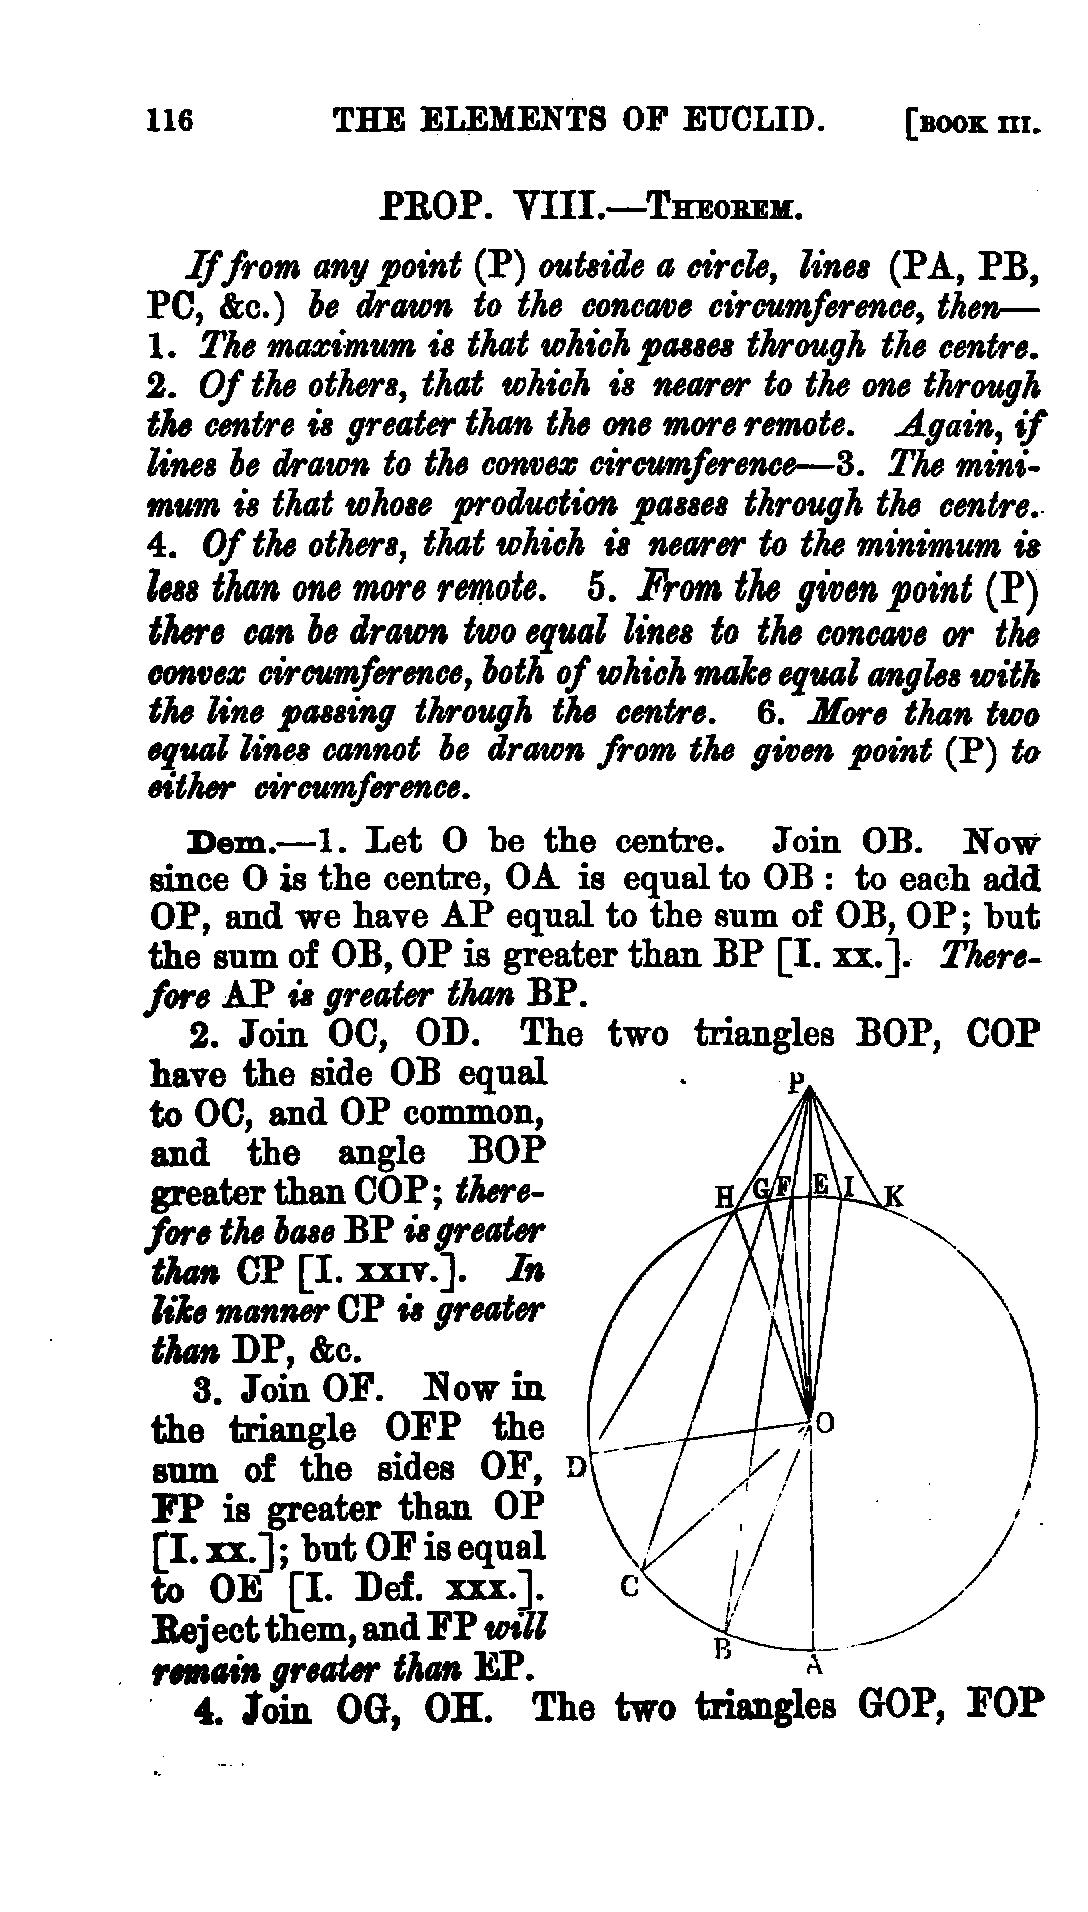 116 THE ELEMENTS OF EUCLID. [BOOK III.
PROP. VIII.—THEOREM.
If from any point (P) outside a circle, lines (PA, PB,
PC, &c.) be drawn to the concave circumference, then—
1. The maximum is that which passes through the centre.
2. Of the others, that which is nearer to the one through
the centre is greater than the one more remote. Again, if
lines be drawn to the convex circumference—3. The mini-
mum is that whose production passes through the centre.
4. Of the others, that which is nearer to the minimum is
less than one more remote. 5. From the given point (P)
there can be drawn two equal lines to the concave or the
convex circumference, both of which make equal angles with
the line passing through the centre. 6. More than two
equal lines cannot be drawn from the given point (P) to
either circumference.
Dem.—1. Let O be the centre. Join OB. Now
since O is the centre, OA is equal to OB : to each add
OP, and we have AP equal to the sum of OB, OP; but
the sum of OB, OP is greater than BP [I. xx.]. There-
fore AP is greater than BP.
2. Join OC, OD. The two triangles BOP, COP
have the side OB equal
to OC, and OP common,
and the angle BOP
greater than COP; there-
fore the base BP is greater
than CP [I. xxiv.]. In
like manner CP is greater
than DP, &c.
3. Join OF. Now in
the triangle OFP the
sum of the sides OF,
FP is greater than OP
[I. xx.]; but OF is equal
to OE [I. Def. xxx.].
Reject them, and FP will
remain greater than EP.
P
H G F E I K
O
D
C
B
A
4. Join OG, OH. The two triangles GOP, FOP